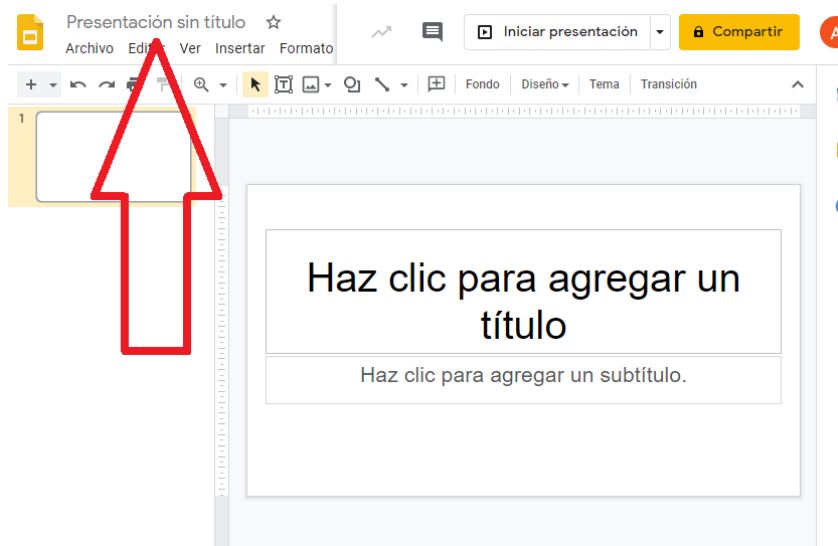 Presentación sin título
Archivo Editar Ver Insertar Formato
Iniciar presentación
Compartir
Fondo Diseño Tema Transición
1
Haz clic para agregar un
título
Haz clic para agregar un subtítulo.